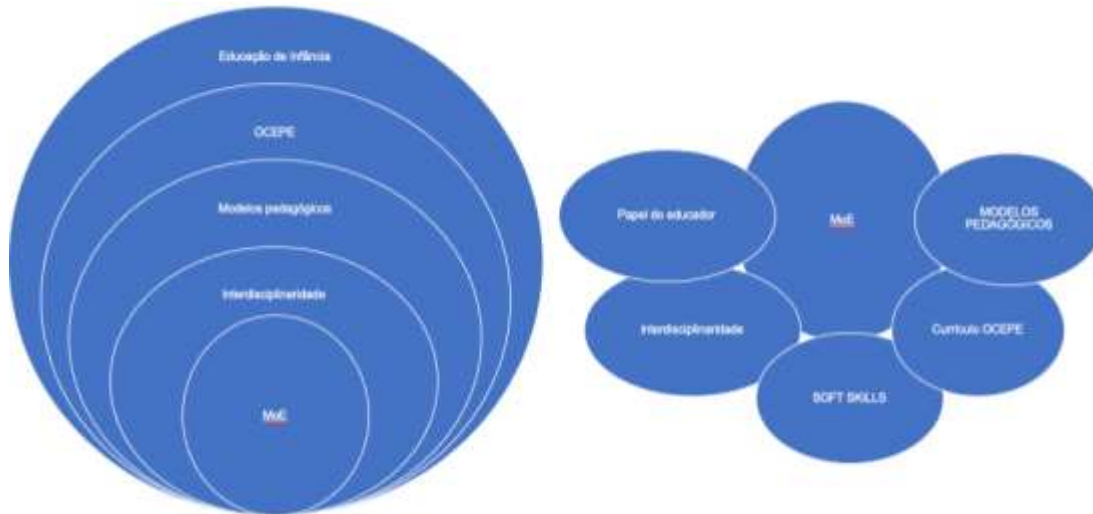 Educação de Infância
OCEPE
Modelos pedagógicos
Interdisciplinaridade
MoE
Papel do educador
MoE
MODELOS
PEDAGÓGICOS
Interdisciplinaridade
Currículo OCEPE
SOFT SKILLS